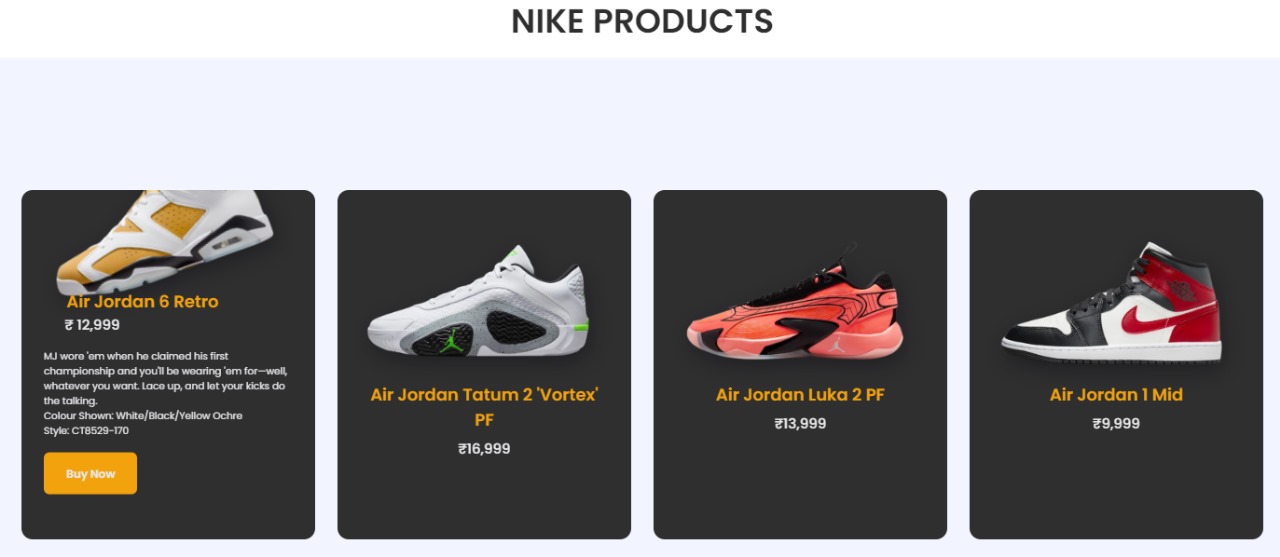 NIKE PRODUCTS
Air Jordan 6 Retro
₹ 12,999
MJ wore 'em when he claimed his first
championship and you'll be wearing 'em for—well,
whatever you want. Lace up, and let your kicks do
the talking.
Colour Shown: White/Black/Yellow Ochre
Style: CT8529-170
Buy Now
Air Jordan Tatum 2 'Vortex'
PF
₹16,999
Air Jordan Luka 2 PF
₹13,999
Air Jordan 1 Mid
₹9,999